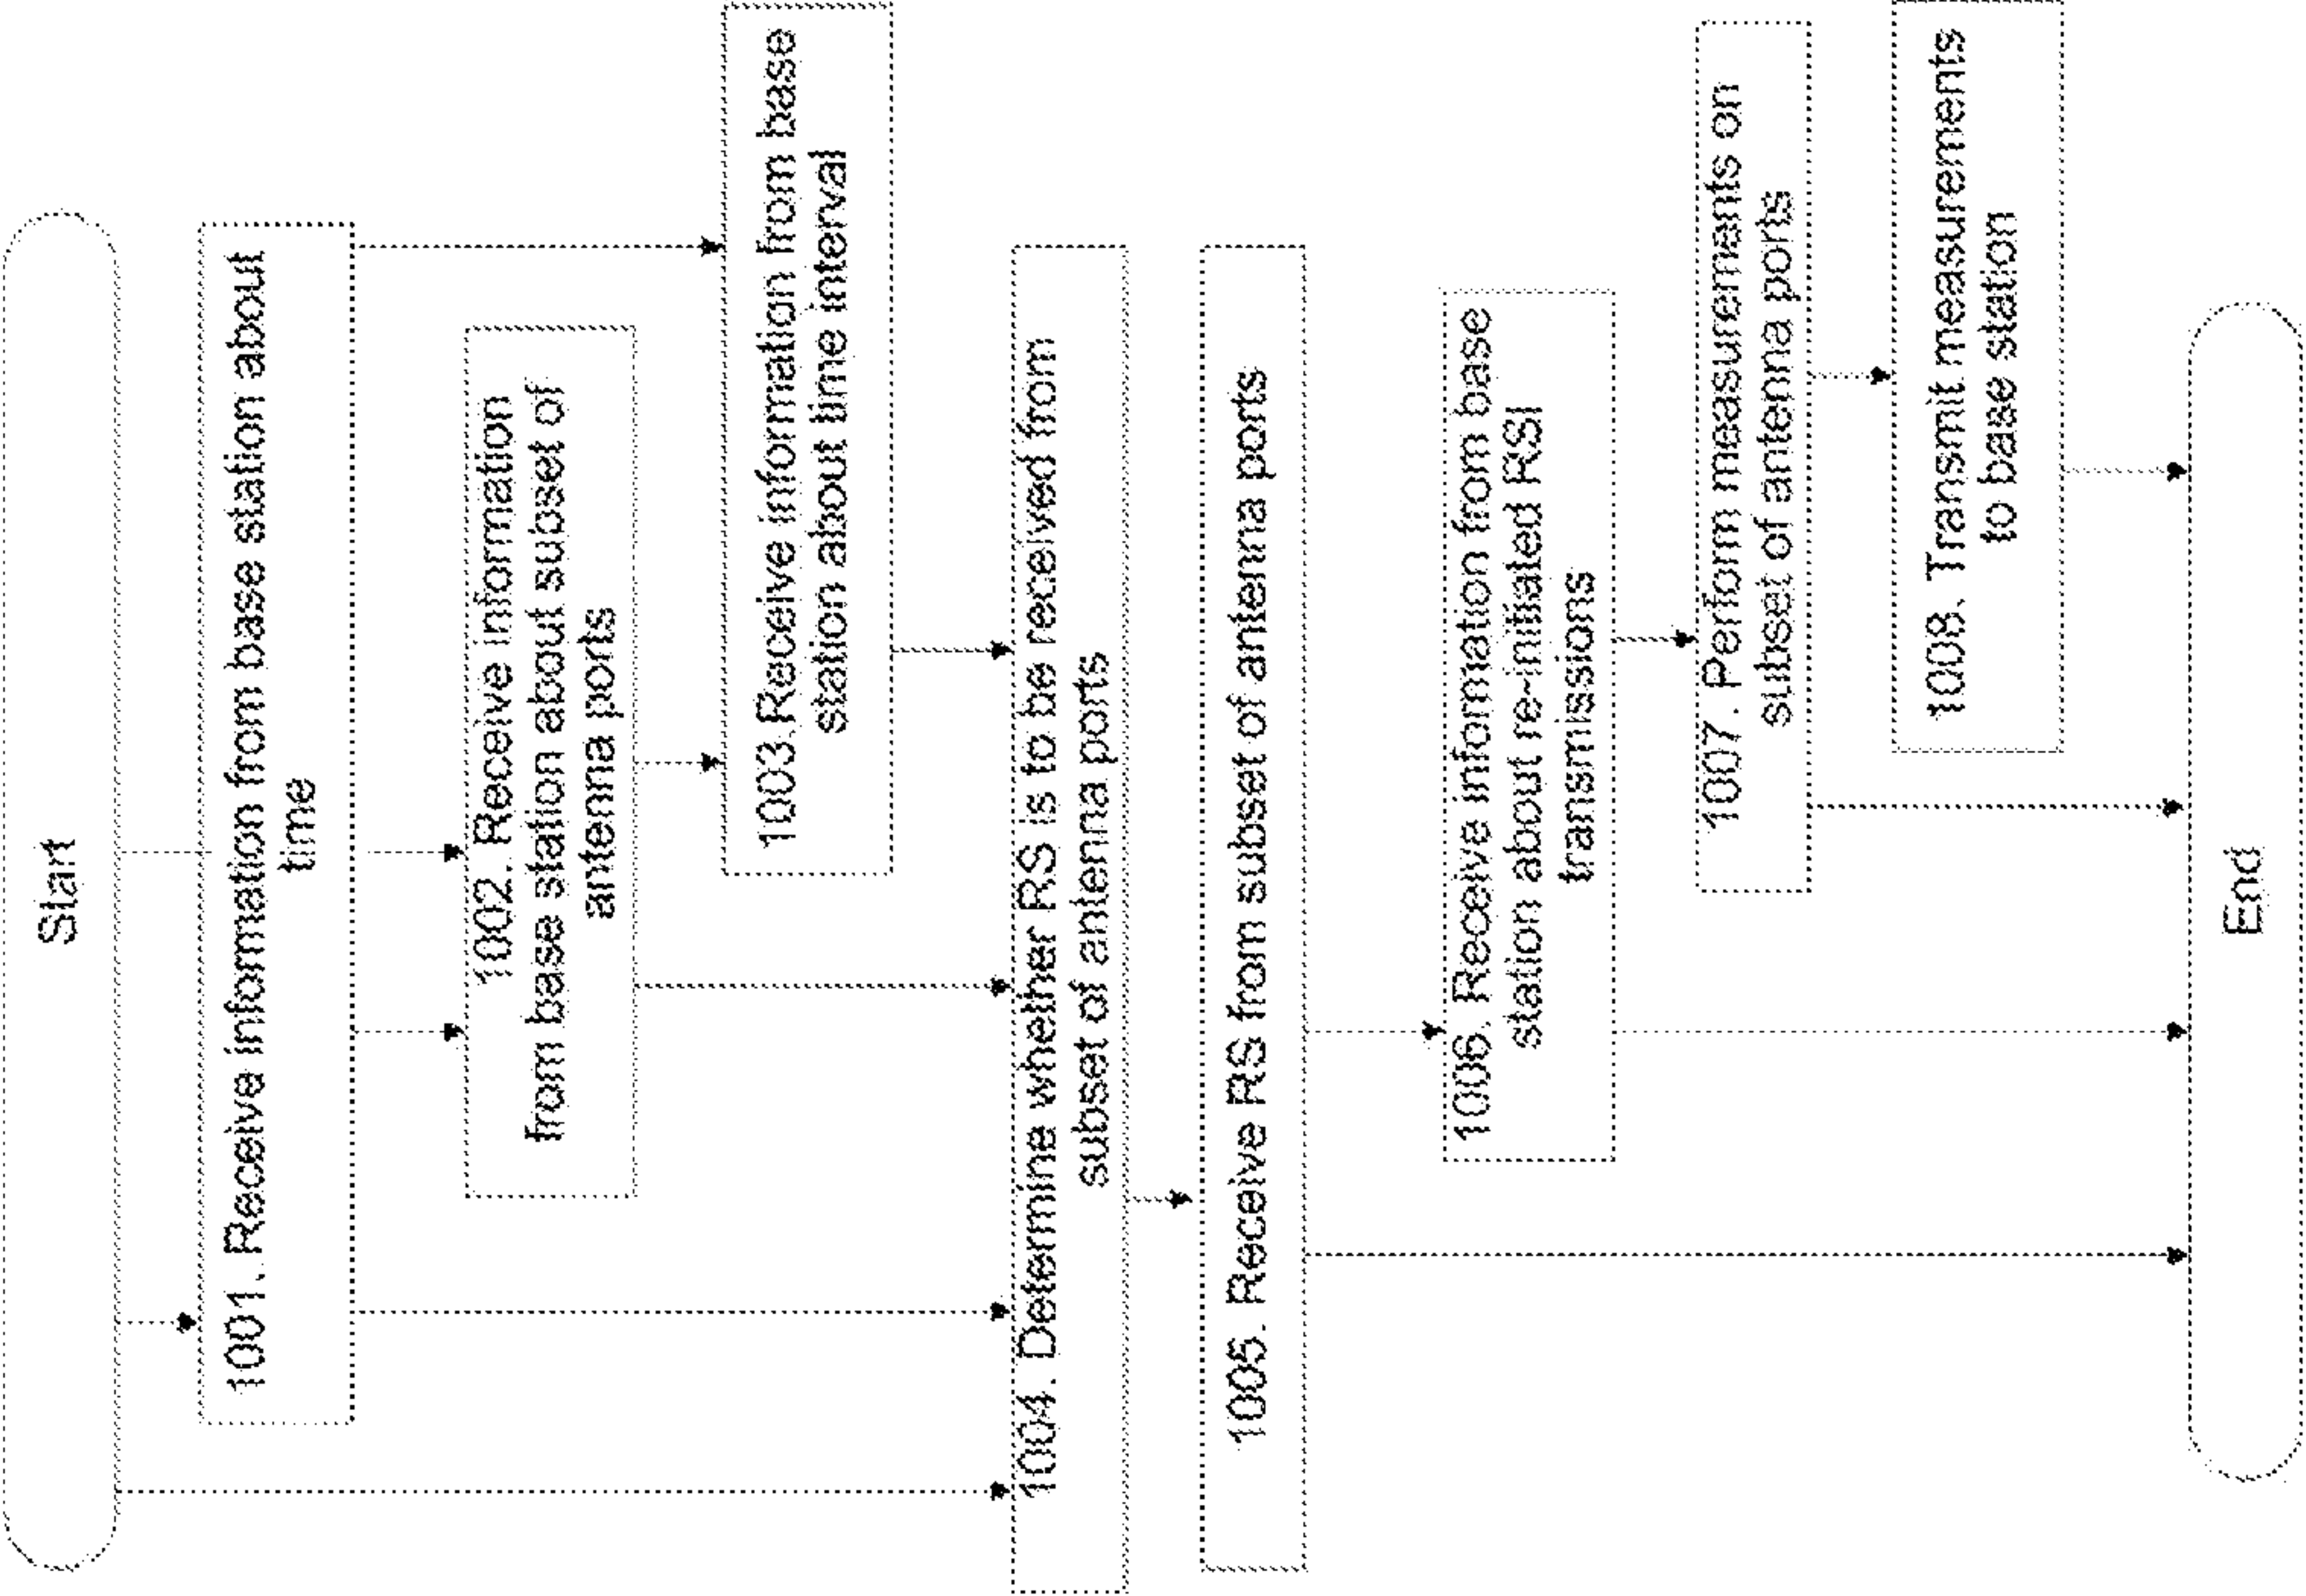 Start
1001. Receive information from base station about
time
1002. Receive information
from base station about subset of
antenna ports
1003.Receive information from base
station about time interval
1004. Determine whether RS is to be received from
subset of antenna ports
1005. Receive RS from subset of antenna ports
1006. Receive information from base
station about re-initiated RSI
transmissions
1007. Perform measurements on
subset of antenna ports
1008. Transmit measurements
to base station
End